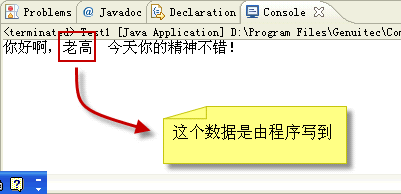 Problems @ Javadoc Declaration Console
<terminated> Test1 [Java Application] D:\Program Files\Genuitec\Co
你好啊，老高 今天你的精神不错！
这个数据是由程序写到